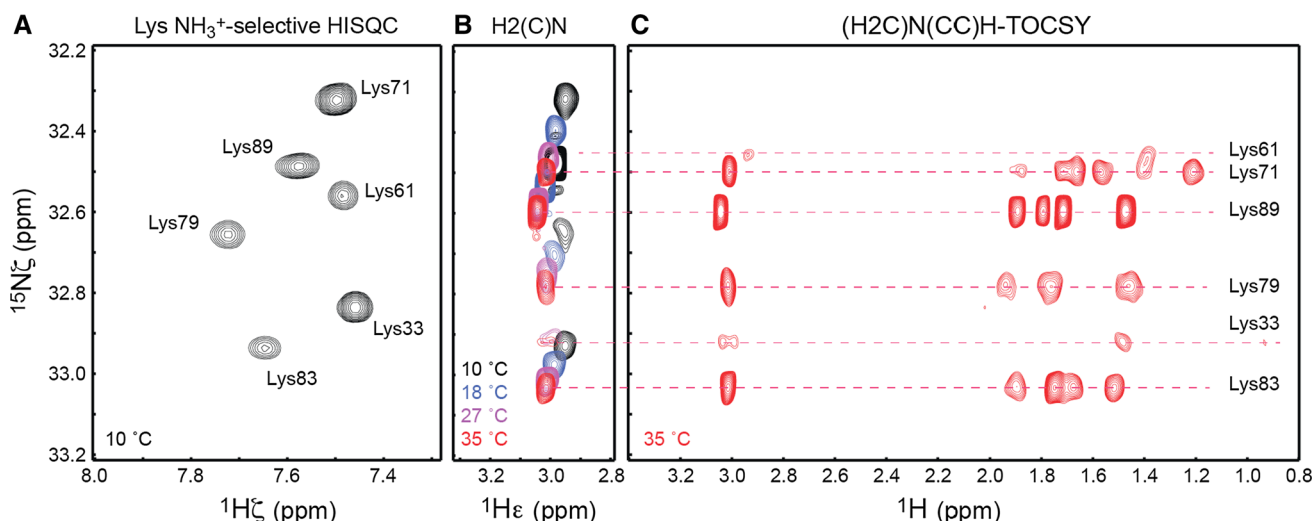 A Lys NH₃⁺-selective HISQC
B H2(C)N
C (H2C)N(CC)H-TOCSY
32.2
32.4
32.6
32.8
33.0
33.2
¹⁵Nζ (ppm)
Lys71
Lys89
Lys61
Lys79
Lys33
Lys83
10 ˚C
8.0 7.8 7.6 7.4
¹Hζ (ppm)
10 ˚C
18 ˚C
27 ˚C
35 ˚C
3.2 3.0 2.8
¹Hε (ppm)
Lys61
Lys71
Lys89
Lys79
Lys33
Lys83
35 ˚C
3.2 3.0 2.8 2.6 2.4 2.2 2.0 1.8 1.6 1.4 1.2 1.0 0.8
¹H (ppm)